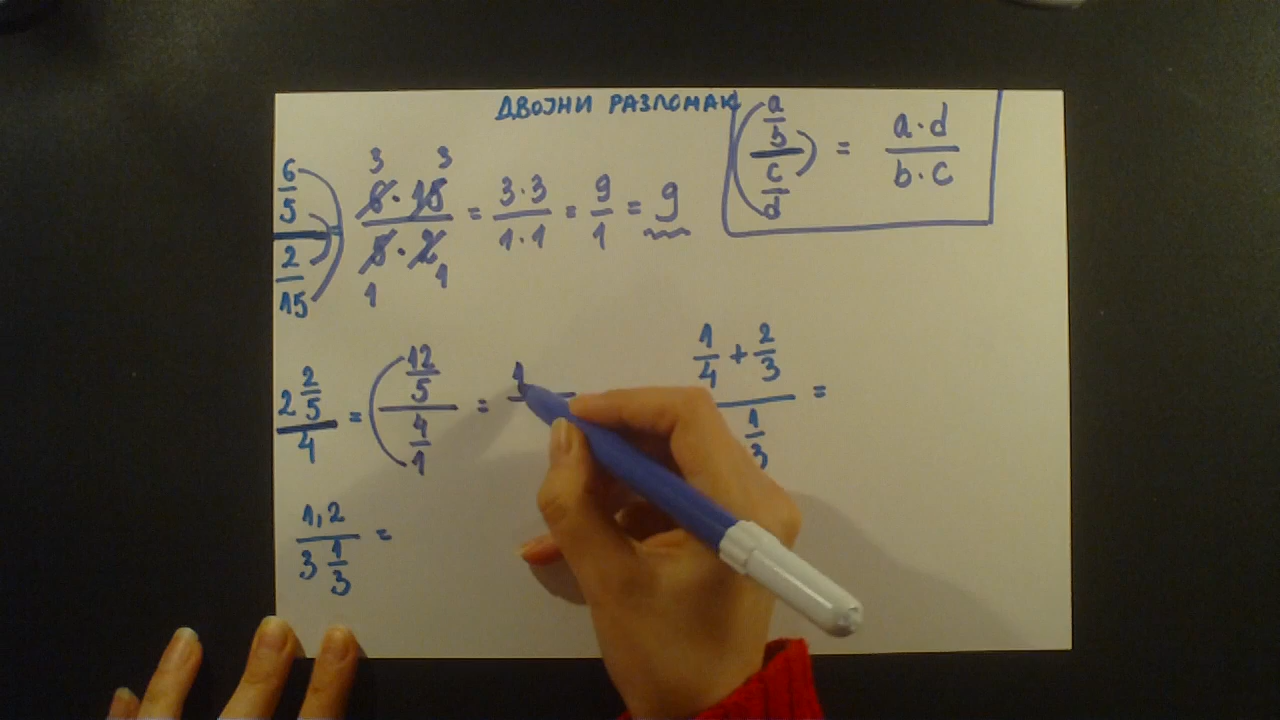 ДВОЈНИ РАЗЛОМАК
(6/5)/(2/15) = (6·15)/(5·2) 3 3 1 1 = (3·3)/(1·1) = 9/1 = 9
(a/b)/(c/d) = (a·d)/(b·c)
(2 2/5)/4 = (12/5)/(4/1) = 1
(1/4 + 2/3)/(1/3) =
(1,2)/(3 1/3) =